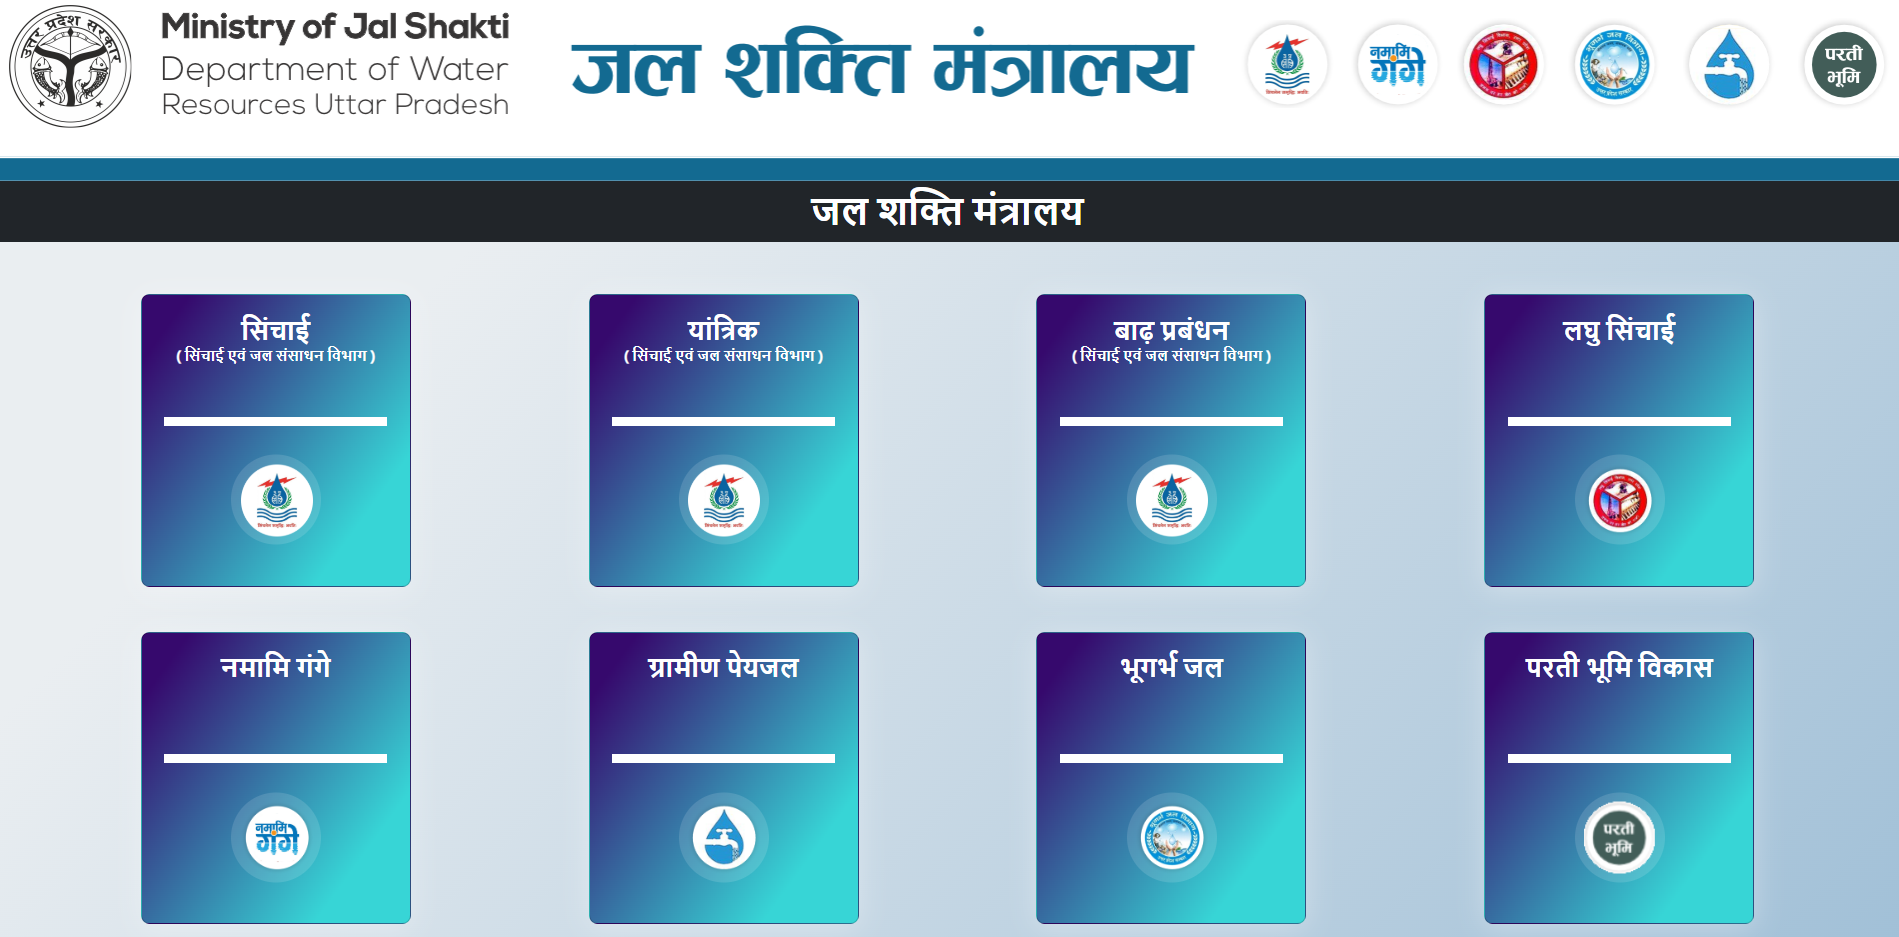 उत्तर प्रदेश सरकार
Ministry of Jal Shakti
Department of Water
Resources Uttar Pradesh
जल शक्ति मंत्रालय
नमामि
गंगे
परती
भूमि
जल शक्ति मंत्रालय
सिंचाई
( सिंचाई एवं जल संसाधन विभाग )
यांत्रिक
( सिंचाई एवं जल संसाधन विभाग )
बाढ़ प्रबंधन
( सिंचाई एवं जल संसाधन विभाग )
लघु सिंचाई
नमामि गंगे
नमामि
गंगे
ग्रामीण पेयजल
भूगर्भ जल
परती भूमि विकास
परती
भूमि